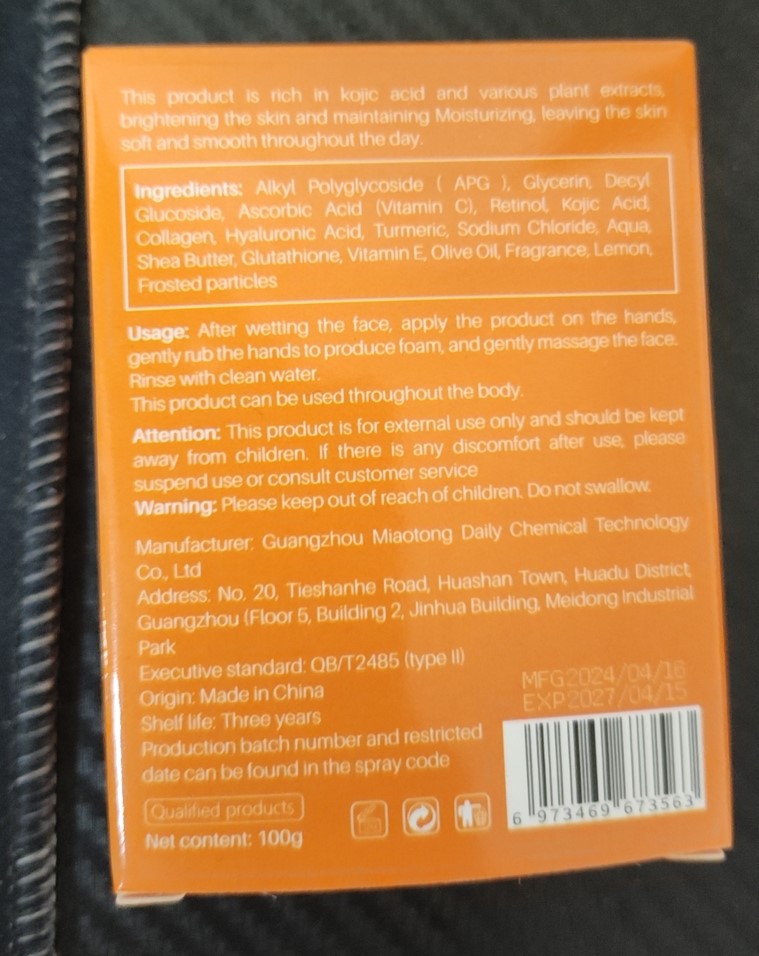 This product is rich in kojic acid and various plant extracts,
brightening the skin and maintaining Moisturizing, leaving the skin
soft and smooth throughout the day.
Ingredients: Alkyl Polyglycoside ( APG ), Glycerin, Decyl
Glucoside, Ascorbic Acid (Vitamin C), Retinol, Kojic Acid,
Collagen, Hyaluronic Acid, Turmeric, Sodium Chloride, Aqua,
Shea Butter, Glutathione, Vitamin E, Olive Oil, Fragrance, Lemon,
Frosted particles
Usage: After wetting the face, apply the product on the hands,
gently rub the hands to produce foam, and gently massage the face.
Rinse with clean water.
This product can be used throughout the body.
Attention: This product is for external use only and should be kept
away from children. If there is any discomfort after use, please
suspend use or consult customer service
Warning: Please keep out of reach of children. Do not swallow.
Manufacturer: Guangzhou Miaotong Daily Chemical Technology
Co., Ltd
Address: No. 20, Tieshanhe Road, Huashan Town, Huadu District,
Guangzhou (Floor 5, Building 2, Jinhua Building, Meidong Industrial
Park
Executive standard: QB/T2485 (type II)
Origin: Made in China
Shelf life: Three years
Production batch number and restricted
date can be found in the spray code
MFG2024/04/16
EXP2027/04/15
Qualified products
Net content: 100g
6 973469 673563